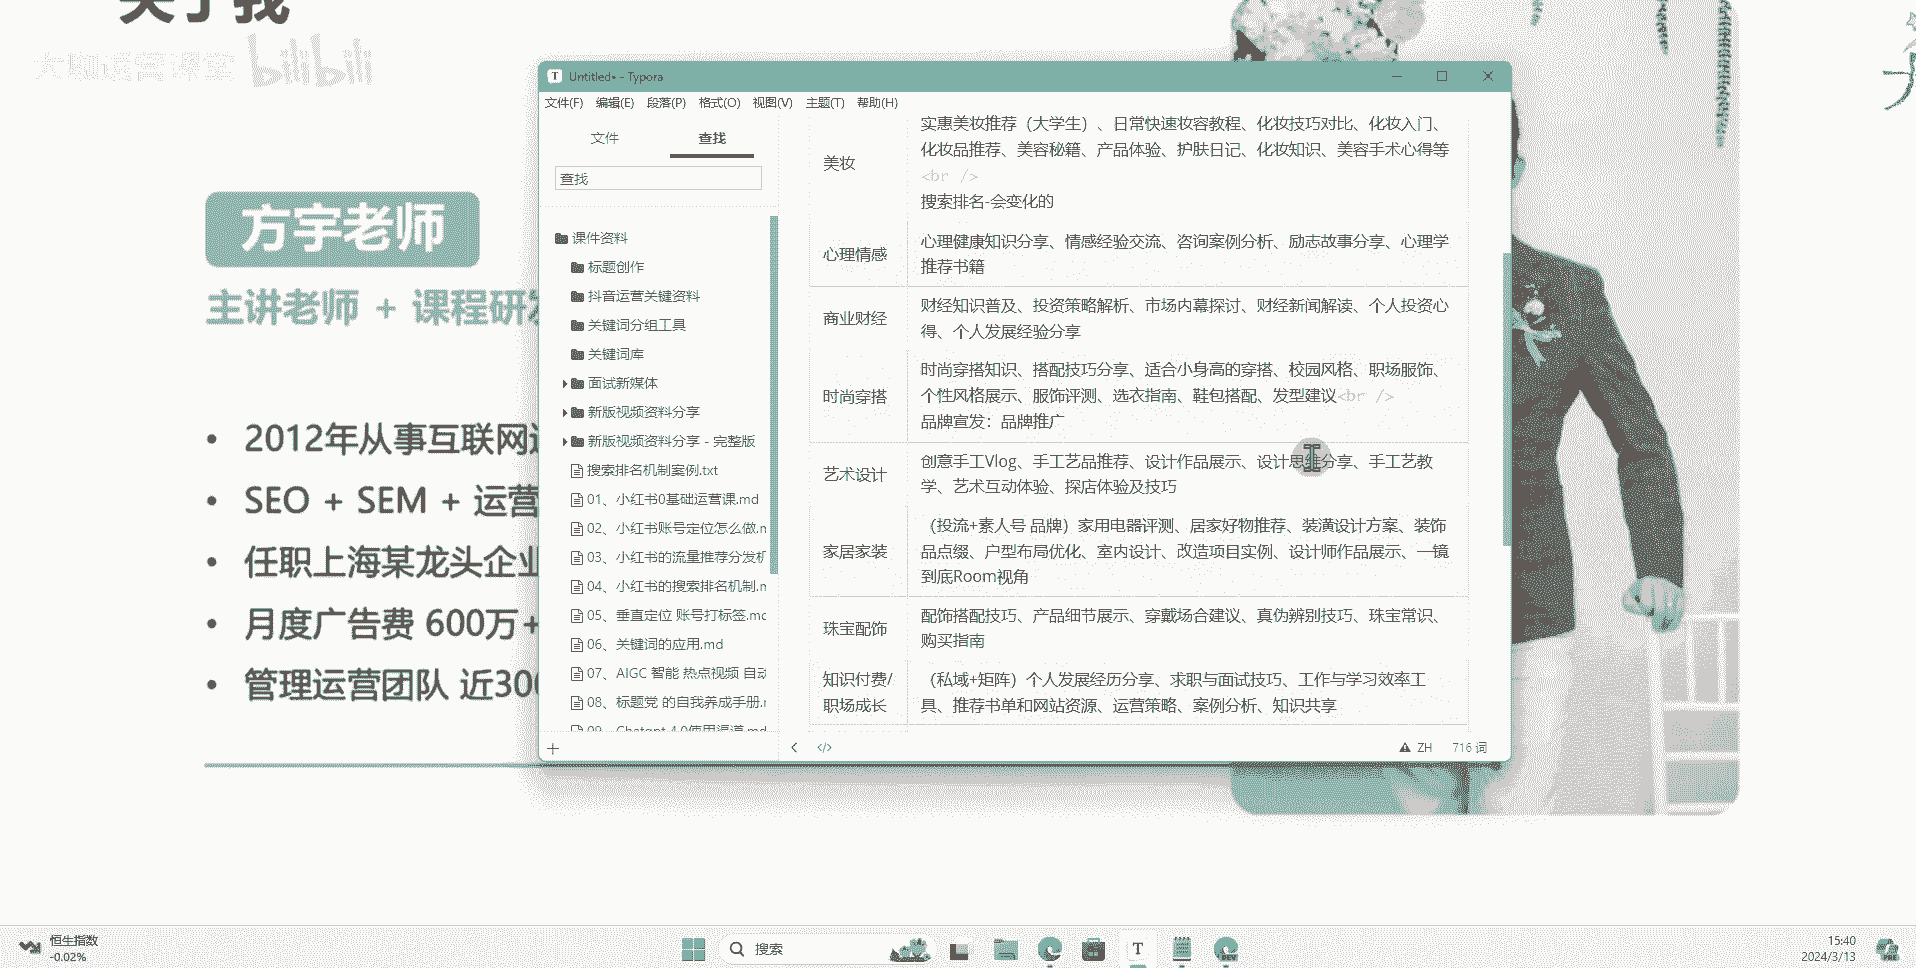 关于我
大咖运营课堂 bilibili
方宇老师
主讲老师 + 课程研发
2012年从事互联网运
SEO + SEM + 运营
任职上海某龙头企业
月度广告费 600万+
管理运营团队 近300
Untitled• - Typora
文件(F) 编辑(E) 段落(P) 格式(O) 视图(V) 主题(T) 帮助(H)
文件 查找
查找
课件资料
标题创作
抖音运营关键资料
关键词分组工具
关键词库
面试新媒体
新版视频资料分享
新版视频资料分享 - 完整版
搜索排名机制案例.txt
01、小红书0基础运营课.md
02、小红书账号定位怎么做.m
03、小红书的流量推荐分发机
04、小红书的搜索排名机制.m
05、垂直定位 账号打标签.md
06、关键词的应用.md
07、AIGC 智能 热点视频 自动
08、标题党 的自我养成手册.m
09、Chatgpt 4.0使用渠道.md
美妆
实惠美妆推荐（大学生）、日常快速妆容教程、化妆技巧对比、化妆入门、
化妆品推荐、美容秘籍、产品体验、护肤日记、化妆知识、美容手术心得等
<br />
搜索排名-会变化的
心理情感
心理健康知识分享、情感经验交流、咨询案例分析、励志故事分享、心理学
推荐书籍
商业财经
财经知识普及、投资策略解析、市场内幕探讨、财经新闻解读、个人投资心
得、个人发展经验分享
时尚穿搭
时尚穿搭知识、搭配技巧分享、适合小身高的穿搭、校园风格、职场服饰、
个性风格展示、服饰评测、选衣指南、鞋包搭配、发型建议<br />
品牌宣发：品牌推广
艺术设计
创意手工Vlog、手工艺品推荐、设计作品展示、设计思维分享、手工艺教
学、艺术互动体验、探店体验及技巧
家居家装
（投流+素人号 品牌）家用电器评测、居家好物推荐、装潢设计方案、装饰
品点缀、户型布局优化、室内设计、改造项目实例、设计师作品展示、一镜
到底Room视角
珠宝配饰
配饰搭配技巧、产品细节展示、穿戴场合建议、真伪辨别技巧、珠宝常识、
购买指南
知识付费/
职场成长
（私域+矩阵）个人发展经历分享、求职与面试技巧、工作与学习效率工
具、推荐书单和网站资源、运营策略、案例分析、知识共享
ZH 716 词
恒生指数
-0.02%
搜索
T
DEV
15:40
2024/3/13
PRE